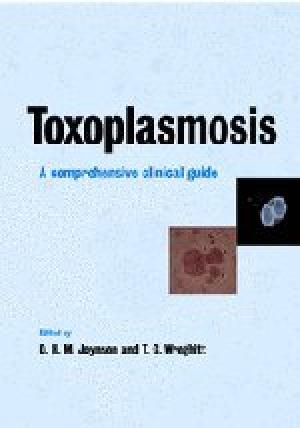 Toxoplasmosis
A comprehensive clinical guide
Edited by
D. H. M. Joynson and T. G. Wreghitt